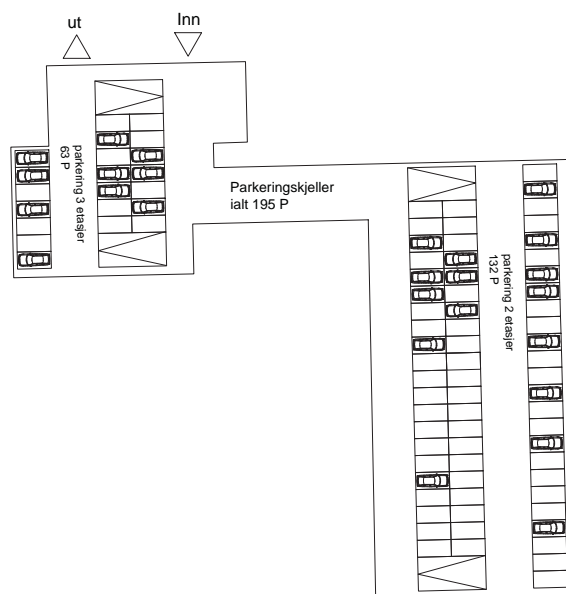 ut
Inn
parkering 3 etasjer
63 P
Parkeringskjeller
ialt 195 P
parkering 2 etasjer
132 P